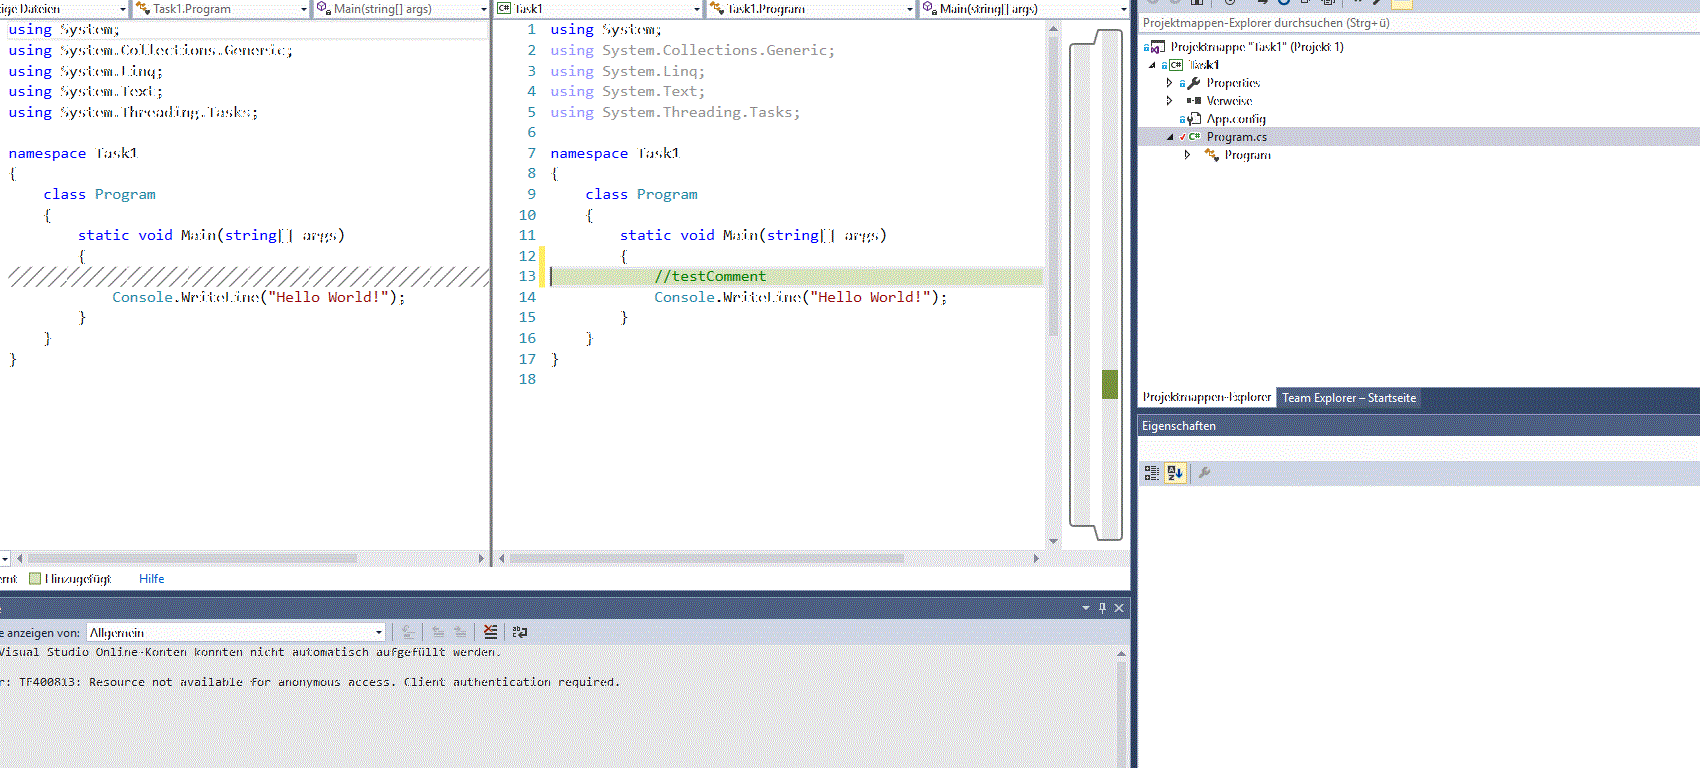 ige Dateien
Task1.Program
Main(string[] args)
using System;
using System.Collections.Generic;
using System.Linq;
using System.Text;
using System.Threading.Tasks;
namespace Task1
{
class Program
{
static void Main(string[] args)
{
Console.WriteLine("Hello World!");
}
}
}
Task1
Task1.Program
Main(string[] args)
1 using System;
2 using System.Collections.Generic;
3 using System.Linq;
4 using System.Text;
5 using System.Threading.Tasks;
6
7 namespace Task1
8 {
9 class Program
10 {
11 static void Main(string[] args)
12 {
13 //testComment
14 Console.WriteLine("Hello World!");
15 }
16 }
17 }
18
ernt Hinzugefügt Hilfe
e anzeigen von: Allgemein
Visual Studio Online-Konten konnten nicht automatisch aufgefüllt werden.
r: TF400813: Resource not available for anonymous access. Client authentication required.
Projektmappen-Explorer durchsuchen (Strg+ü)
Projektmappe "Task1" (Projekt 1)
Task1
Properties
Verweise
App.config
Program.cs
Program
Projektmappen-Explorer
Team Explorer – Startseite
Eigenschaften